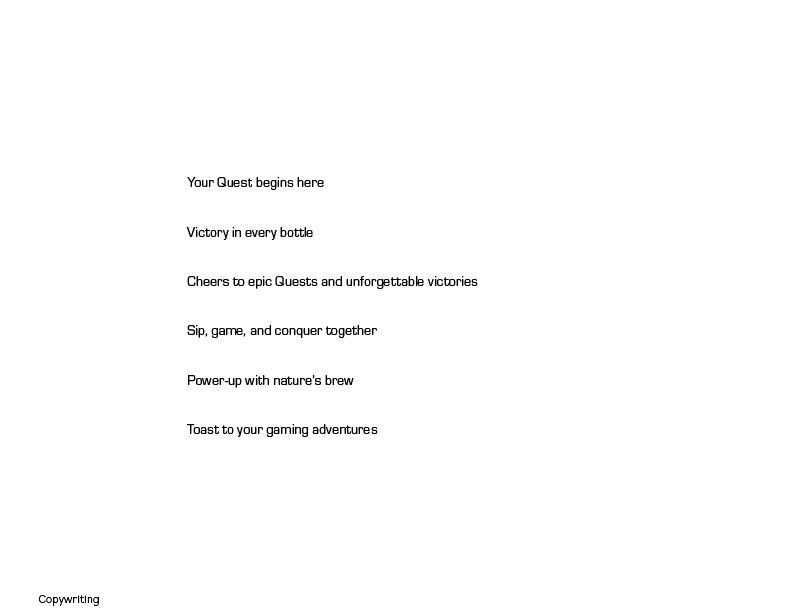 Your Quest begins here
Victory in every bottle
Cheers to epic Quests and unforgettable victories
Sip, game, and conquer together
Power-up with nature's brew
Toast to your gaming adventures
Copywriting